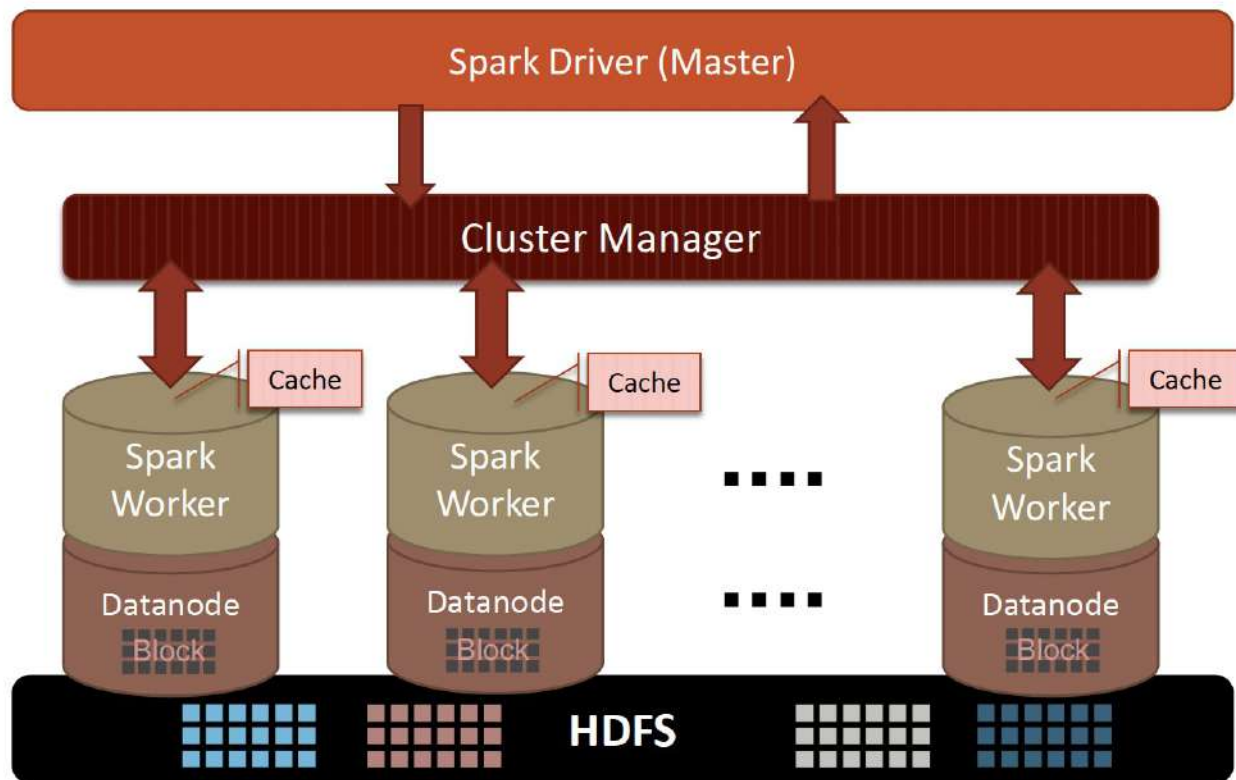 Spark Driver (Master)
Cluster Manager
Cache
Cache
Cache
Spark
Worker
Spark
Worker
Spark
Worker
Datanode
Block
Datanode
Block
Datanode
Block
HDFS